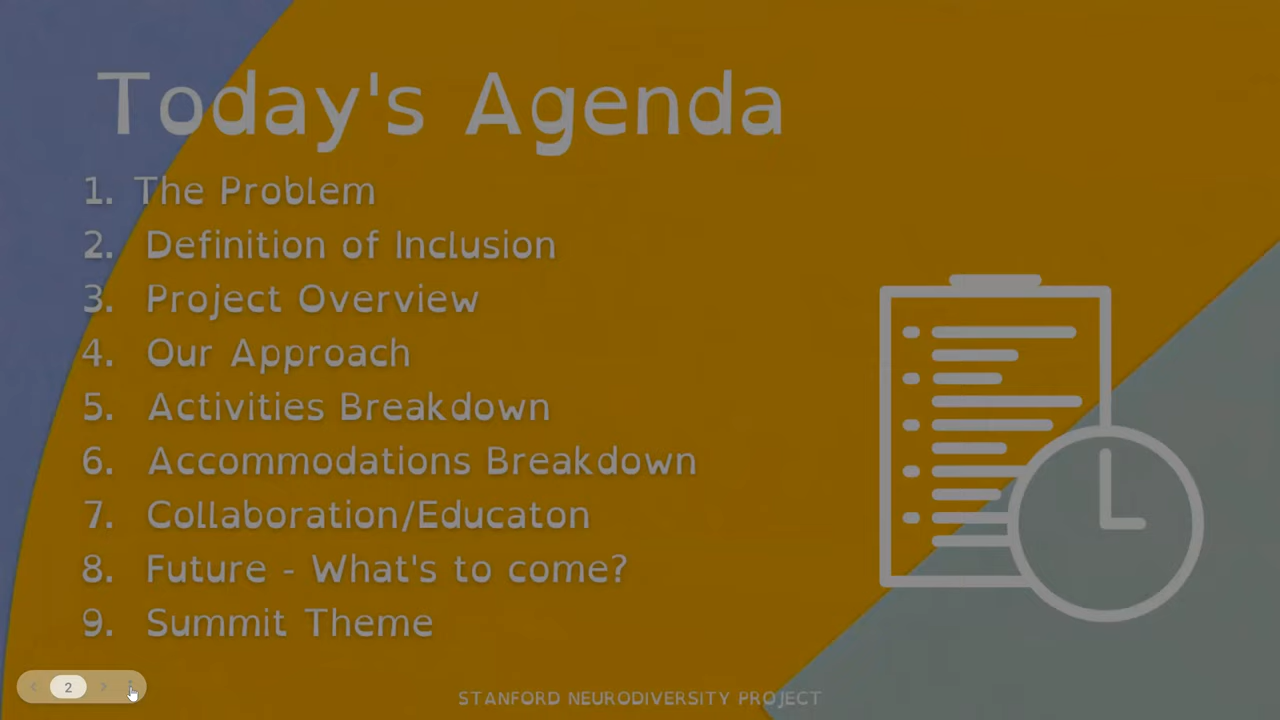 Today's Agenda
1. The Problem
2. Definition of Inclusion
3. Project Overview
4. Our Approach
5. Activities Breakdown
6. Accommodations Breakdown
7. Collaboration/Educaton
8. Future - What's to come?
9. Summit Theme
2
STANFORD NEURODIVERSITY PROJECT